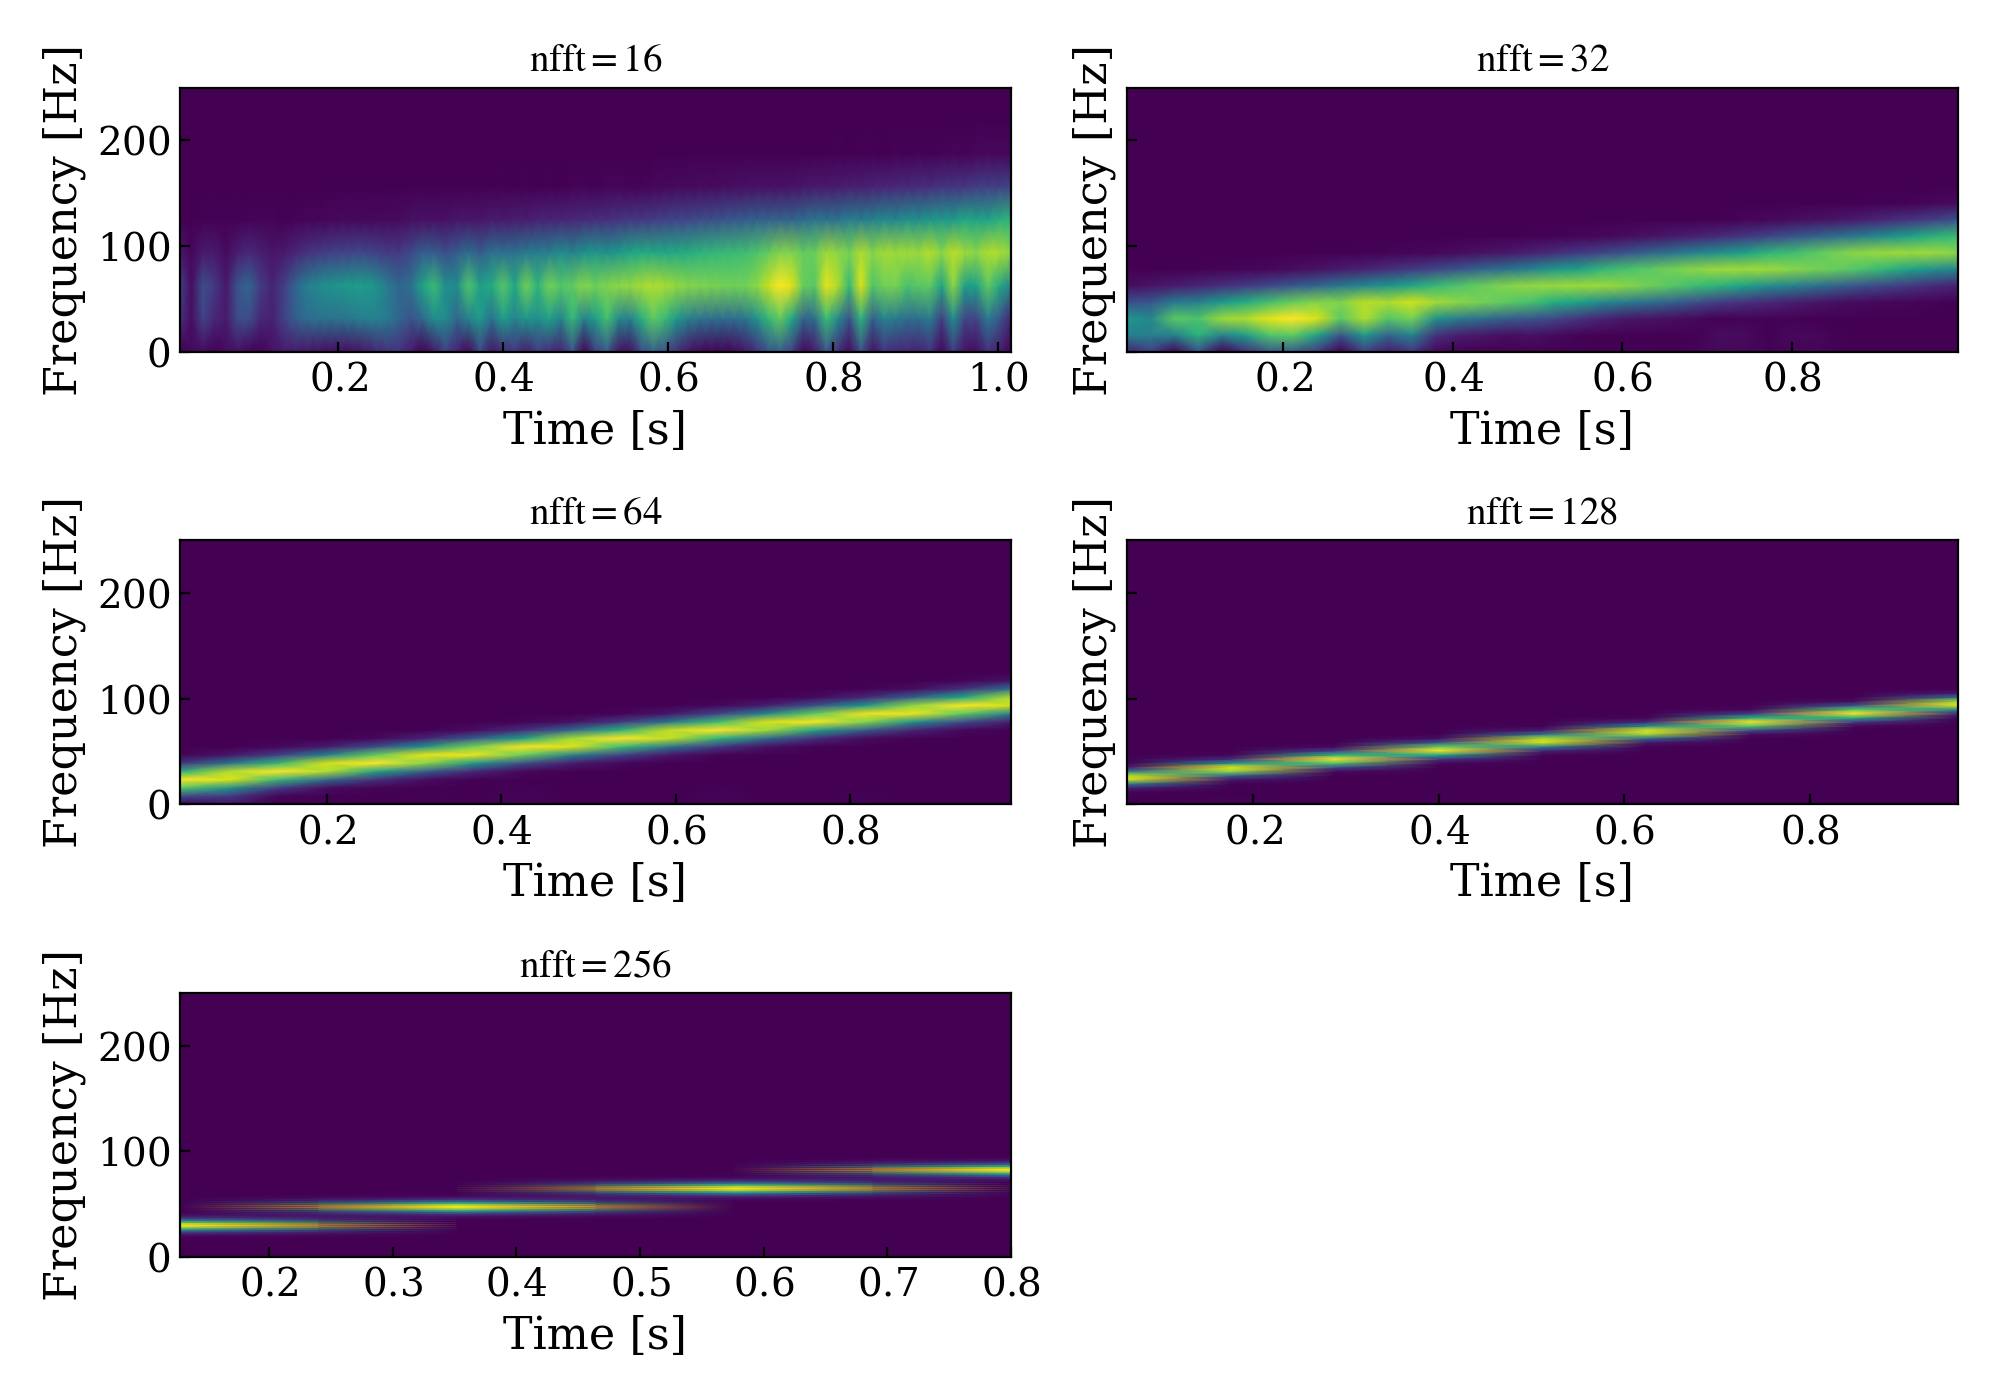 nfft = 16
Frequency [Hz]
200
100
0
0.2 0.4 0.6 0.8 1.0
Time [s]
nfft = 32
Frequency [Hz]
0.2 0.4 0.6 0.8
Time [s]
nfft = 64
Frequency [Hz]
200
100
0
0.2 0.4 0.6 0.8
Time [s]
nfft = 128
Frequency [Hz]
0.2 0.4 0.6 0.8
Time [s]
nfft = 256
Frequency [Hz]
200
100
0
0.2 0.3 0.4 0.5 0.6 0.7 0.8
Time [s]